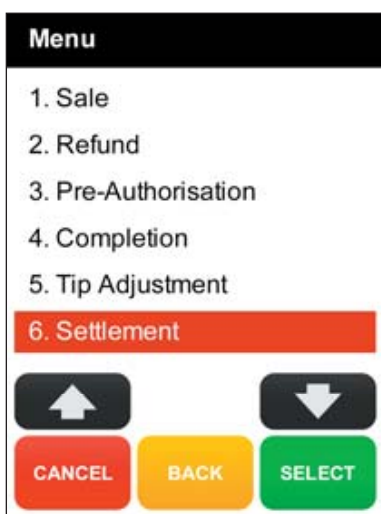 Menu
1. Sale
2. Refund
3. Pre-Authorisation
4. Completion
5. Tip Adjustment
6. Settlement
CANCEL BACK SELECT